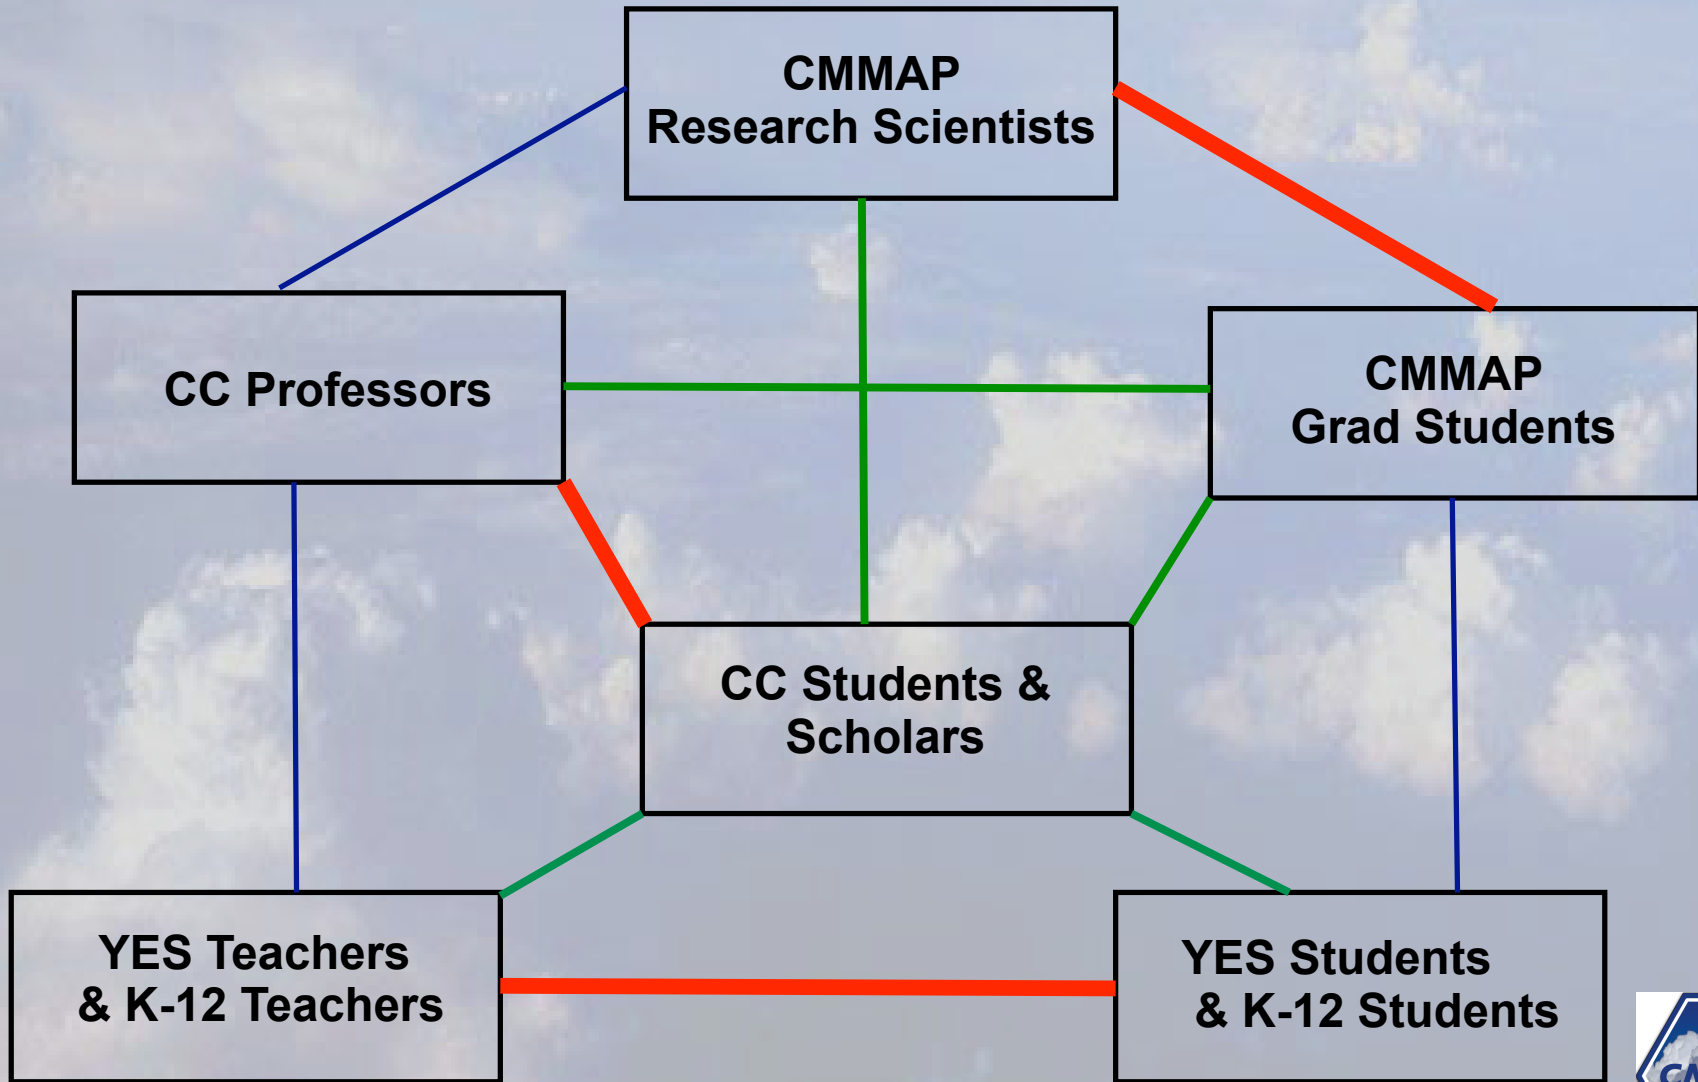 CMMAP
Research Scientists
CC Professors
CMMAP
Grad Students
CC Students &
Scholars
YES Teachers
& K-12 Teachers
YES Students
& K-12 Students